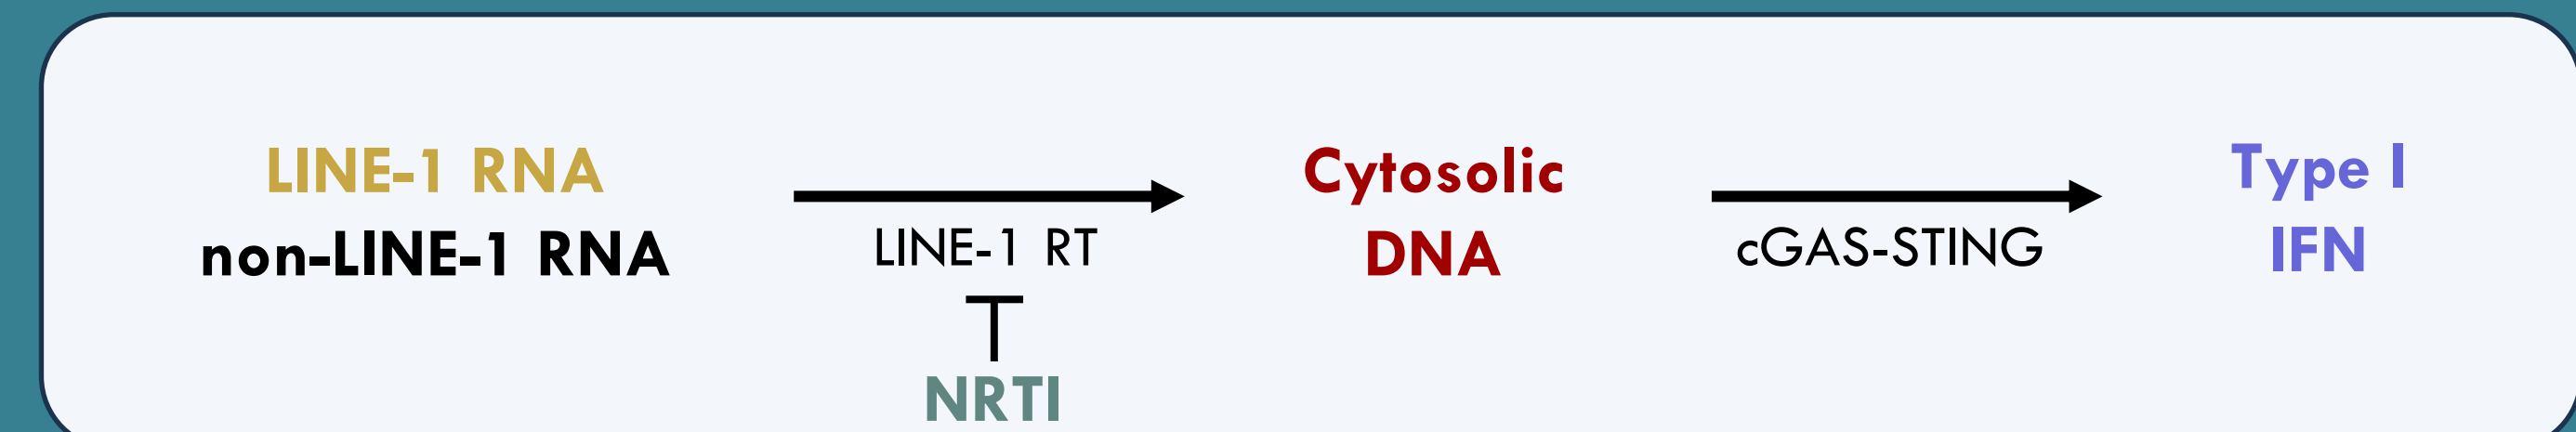 LINE-1 RNA
non-LINE-1 RNA
LINE-1 RT
NRTI
Cytosolic
DNA
cGAS-STING
Type I
IFN